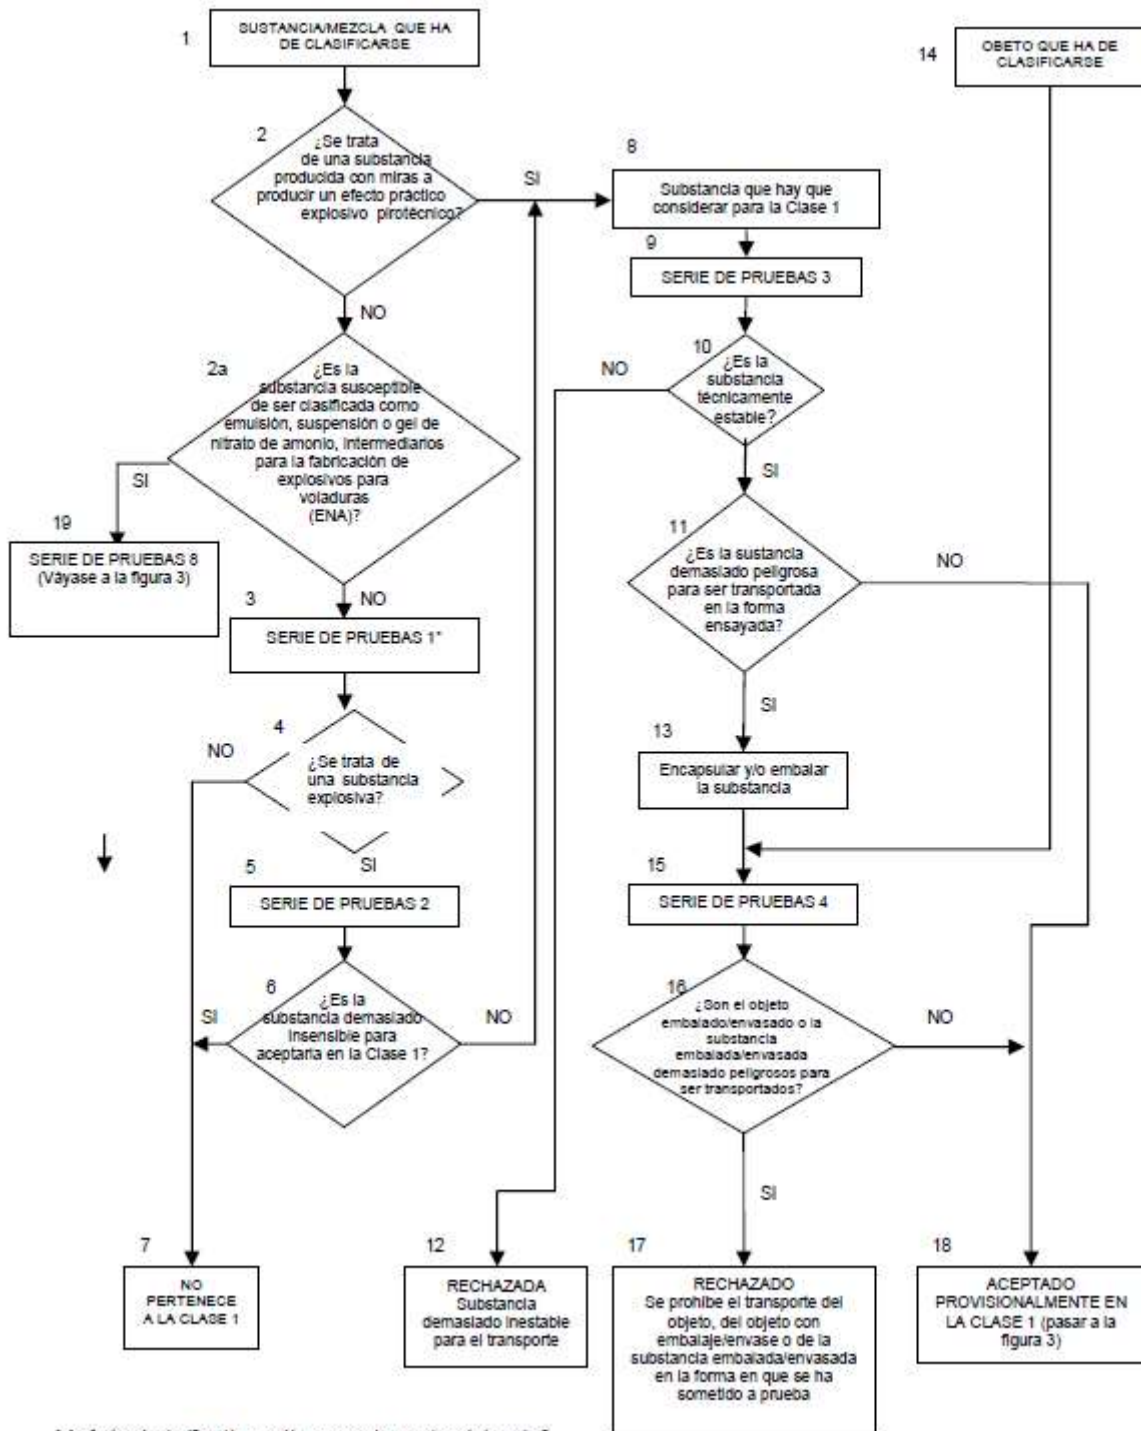 1
SUSTANCIA/MEZCLA QUE HA
DE CLASIFICARSE
14
OBETO QUE HA DE
CLASIFICARSE
2
¿Se trata
de una substancia
producida con miras a
producir un efecto práctico
explosivo pirotécnico?
SI
8
Substancia que hay que
considerar para la Clase 1
9
SERIE DE PRUEBAS 3
NO
2a
¿Es la
substancia susceptible
de ser clasificada como
emulsión, suspensión o gel de
nitrato de amonio, intermediarios
para la fabricación de
explosivos para
voladuras
(ENA)?
SI
10
¿Es la
substancia
técnicamente
estable?
NO
SI
19
SERIE DE PRUEBAS 8
(Váyase a la figura 3)
NO
11
¿Es la sustancia
demasiado peligrosa
para ser transportada
en la forma
ensayada?
NO
SI
3
SERIE DE PRUEBAS 1*
4
¿Se trata de
una substancia
explosiva?
NO
SI
13
Encapsular y/o embalar
la substancia
5
SERIE DE PRUEBAS 2
15
SERIE DE PRUEBAS 4
6
¿Es la
substancia demasiado
insensible para
aceptarla en la Clase 1?
SI
NO
16
¿Son el objeto
embalado/envasado o la
substancia
embalada/envasada
demasiado peligrosos para
ser transportados?
NO
SI
7
NO
PERTENECE
A LA CLASE 1
12
RECHAZADA
Substancia
demasiado inestable
para el transporte
17
RECHAZADO
Se prohibe el transporte del
objeto, del objeto con
embalaje/envase o de la
substancia embalada/envasada
en la forma en que se ha
sometido a prueba
18
ACEPTADO
PROVISIONALMENTE EN
LA CLASE 1 (pasar a la
figura 3)